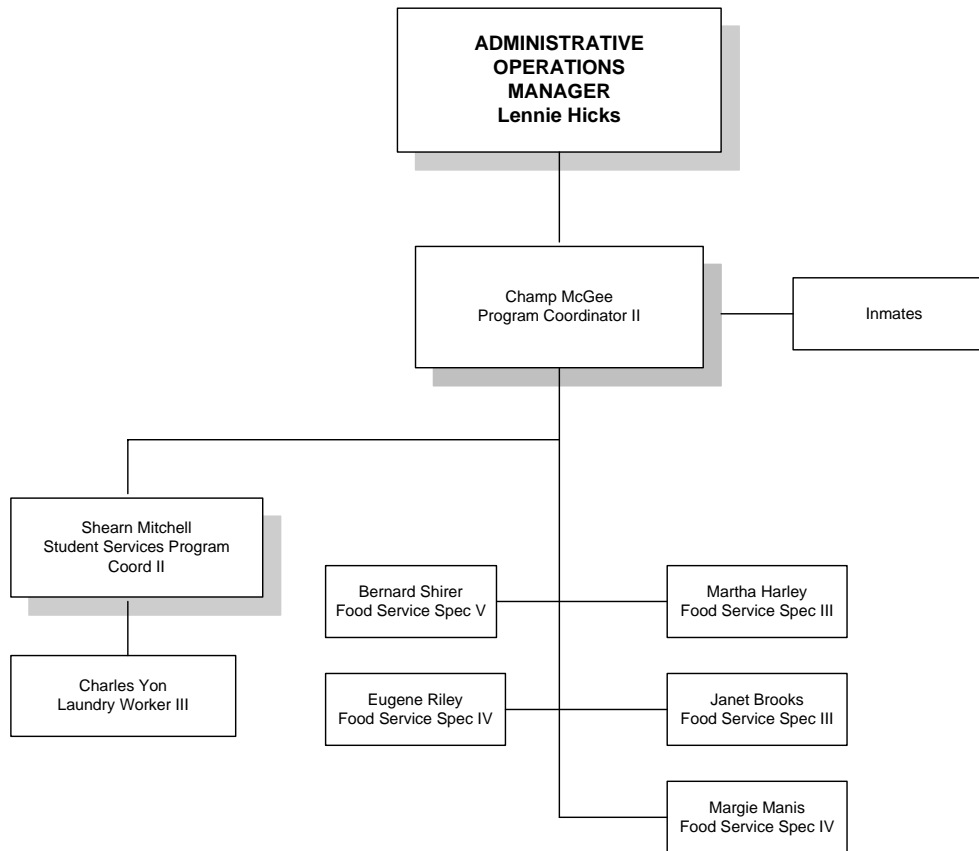 ADMINISTRATIVE
OPERATIONS
MANAGER
Lennie Hicks
Champ McGee
Program Coordinator II
Inmates
Shearn Mitchell
Student Services Program
Coord II
Charles Yon
Laundry Worker III
Bernard Shirer
Food Service Spec V
Martha Harley
Food Service Spec III
Eugene Riley
Food Service Spec IV
Janet Brooks
Food Service Spec III
Margie Manis
Food Service Spec IV